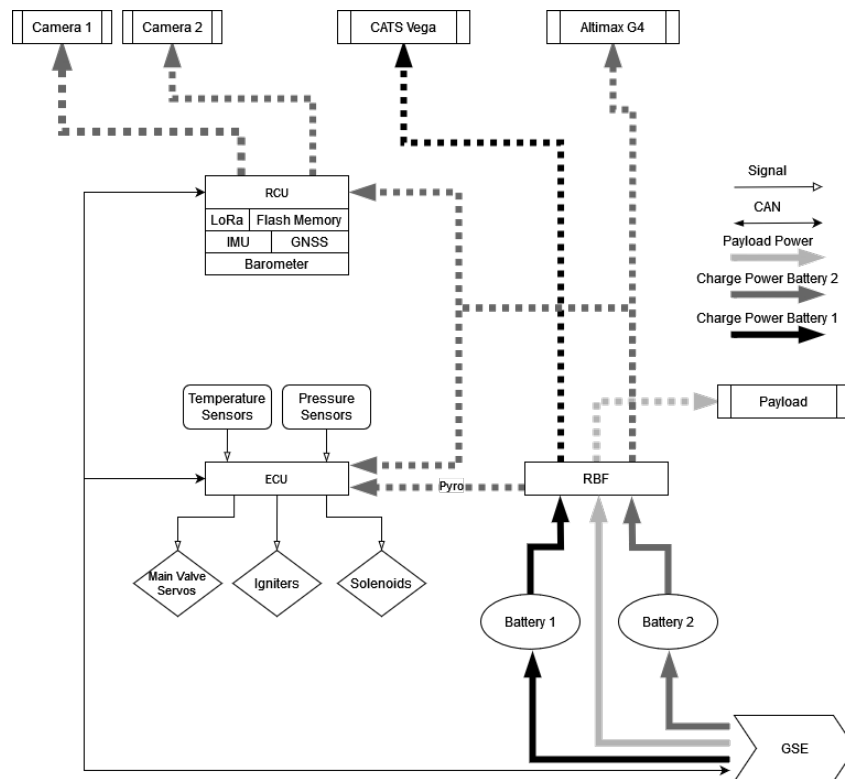 Camera 1
Camera 2
CATS Vega
Altimax G4
Signal
CAN
Payload Power
Charge Power Battery 2
Charge Power Battery 1
RCU
LoRa
Flash Memory
IMU
GNSS
Barometer
Temperature
Sensors
Pressure
Sensors
Payload
ECU
Pyro
RBF
Main Valve
Servos
Igniters
Solenoids
Battery 1
Battery 2
GSE